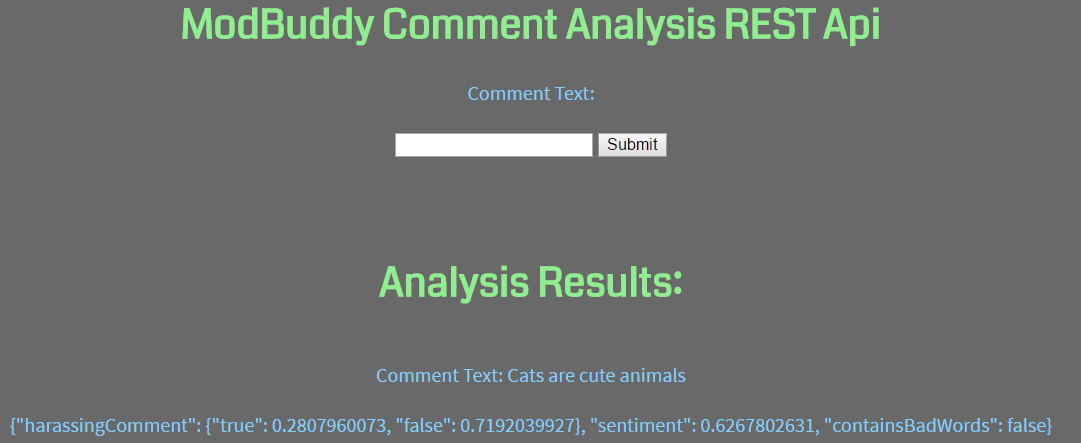 ModBuddy Comment Analysis REST Api
Comment Text:
Submit
Analysis Results:
Comment Text: Cats are cute animals
{"harassingComment": {"true": 0.2807960073, "false": 0.7192039927}, "sentiment": 0.6267802631, "containsBadWords": false}